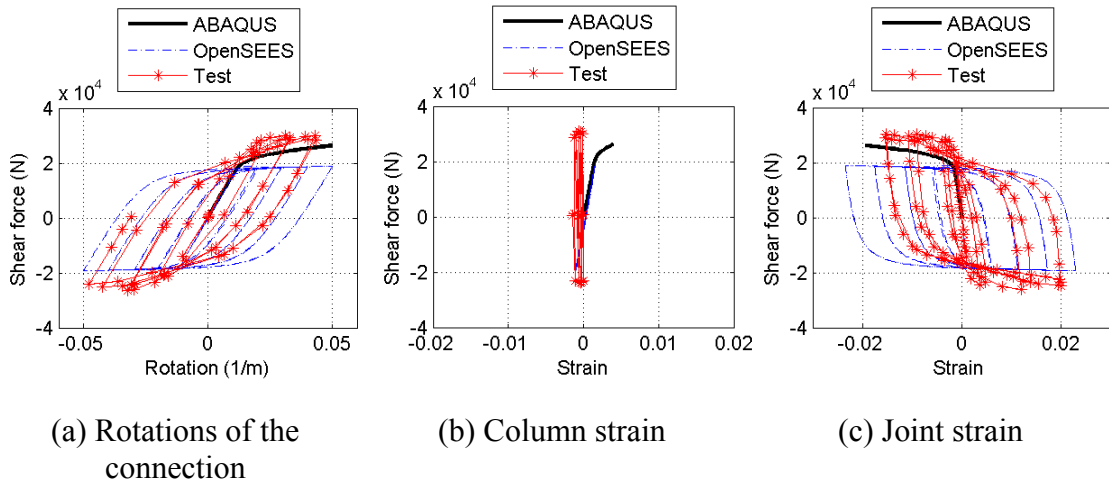 ABAQUS
OpenSEES
Test
x 10^4
4
2
0
-2
-4
Shear force (N)
-0.05
0
0.05
Rotation (1/m)
(a) Rotations of the
connection
ABAQUS
OpenSEES
Test
x 10^4
4
2
0
-2
-4
Shear force (N)
-0.02
-0.01
0
0.01
0.02
Strain
(b) Column strain
ABAQUS
OpenSEES
Test
x 10^4
4
2
0
-2
-4
Shear force (N)
-0.02
0
0.02
Strain
(c) Joint strain